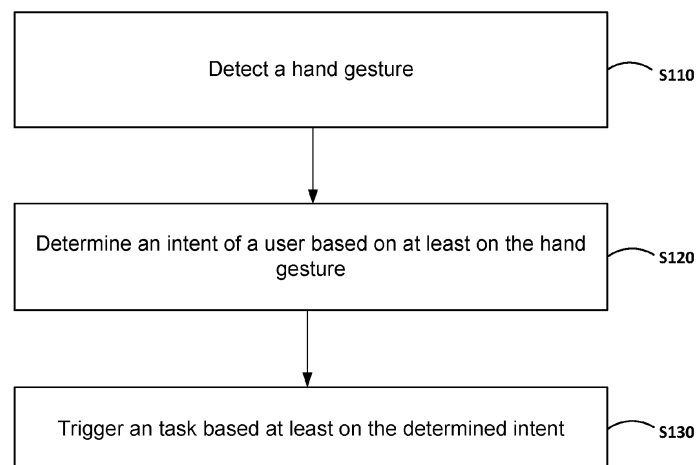 Detect a hand gesture
S110
Determine an intent of a user based on at least on the hand
gesture
S120
Trigger an task based at least on the determined intent
S130